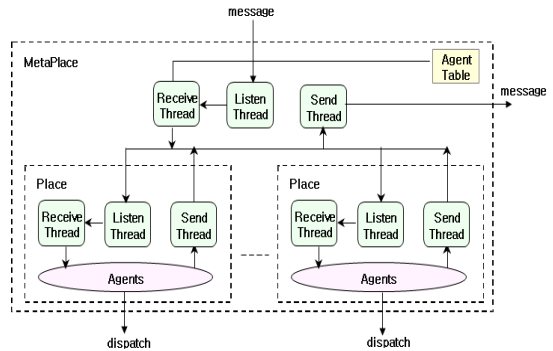 message
MetaPlace
Agent
Table
message
Receive
Thread
Listen
Thread
Send
Thread
Place
Receive
Thread
Listen
Thread
Send
Thread
Agents
Place
Receive
Thread
Listen
Thread
Send
Thread
Agents
dispatch
dispatch